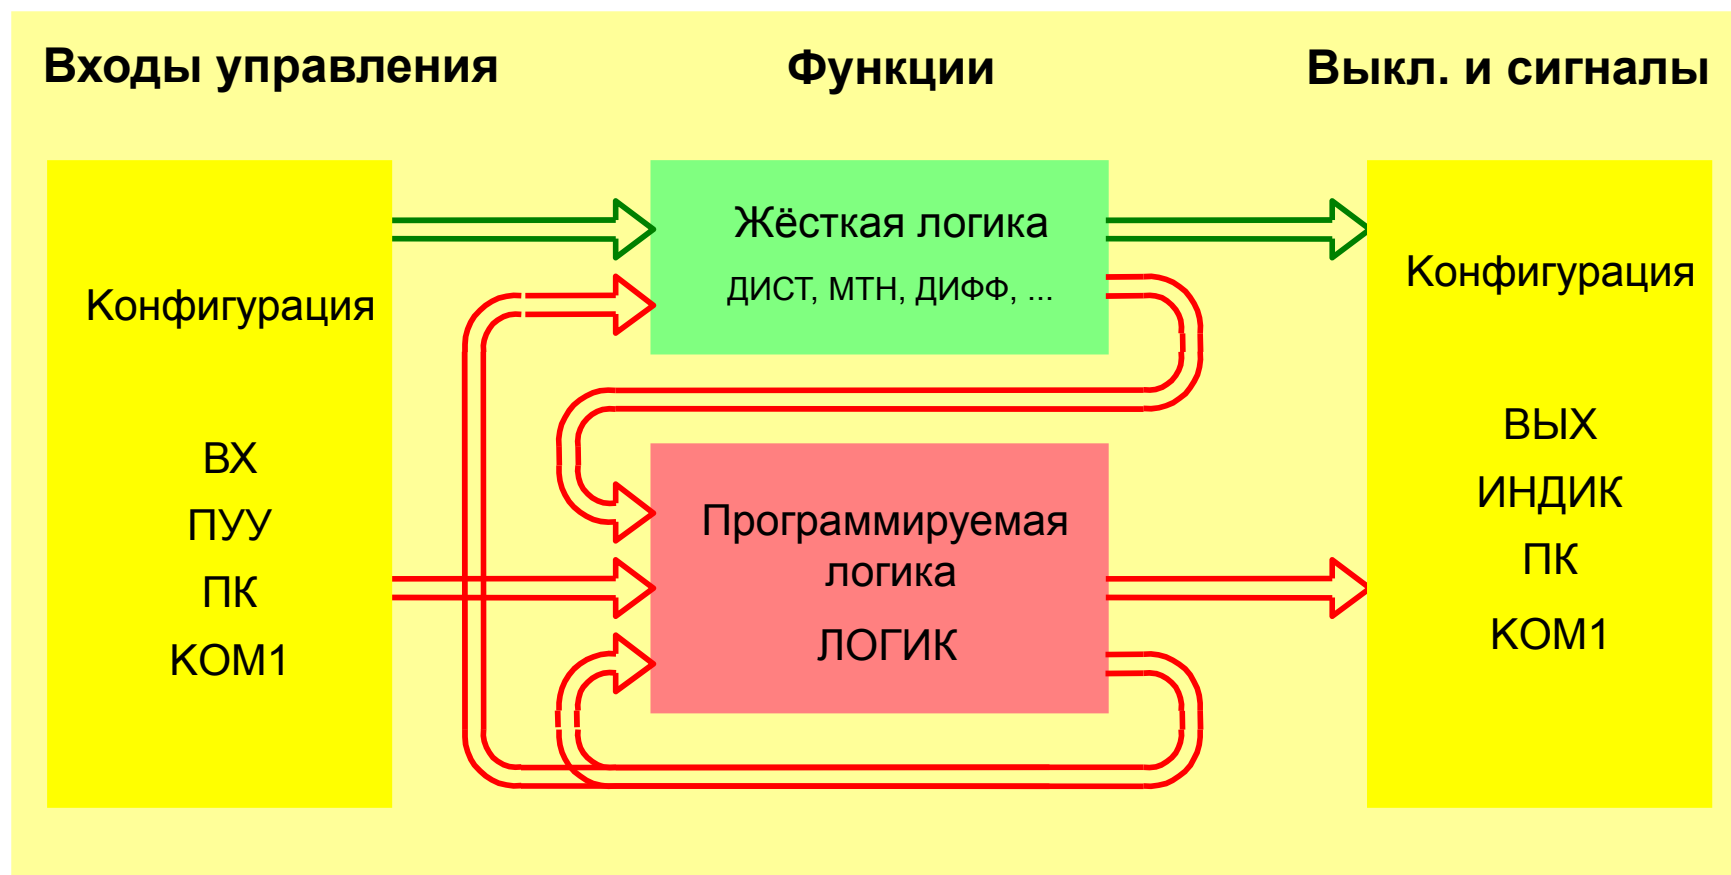 Входы управления
Функции
Выкл. и сигналы
Конфигурация
ВХ
ПУУ
ПК
КОМ1
Жёсткая логика
ДИСТ, МТН, ДИФФ, ...
Программируемая
логика
ЛОГИК
Конфигурация
ВЫХ
ИНДИК
ПК
КОМ1